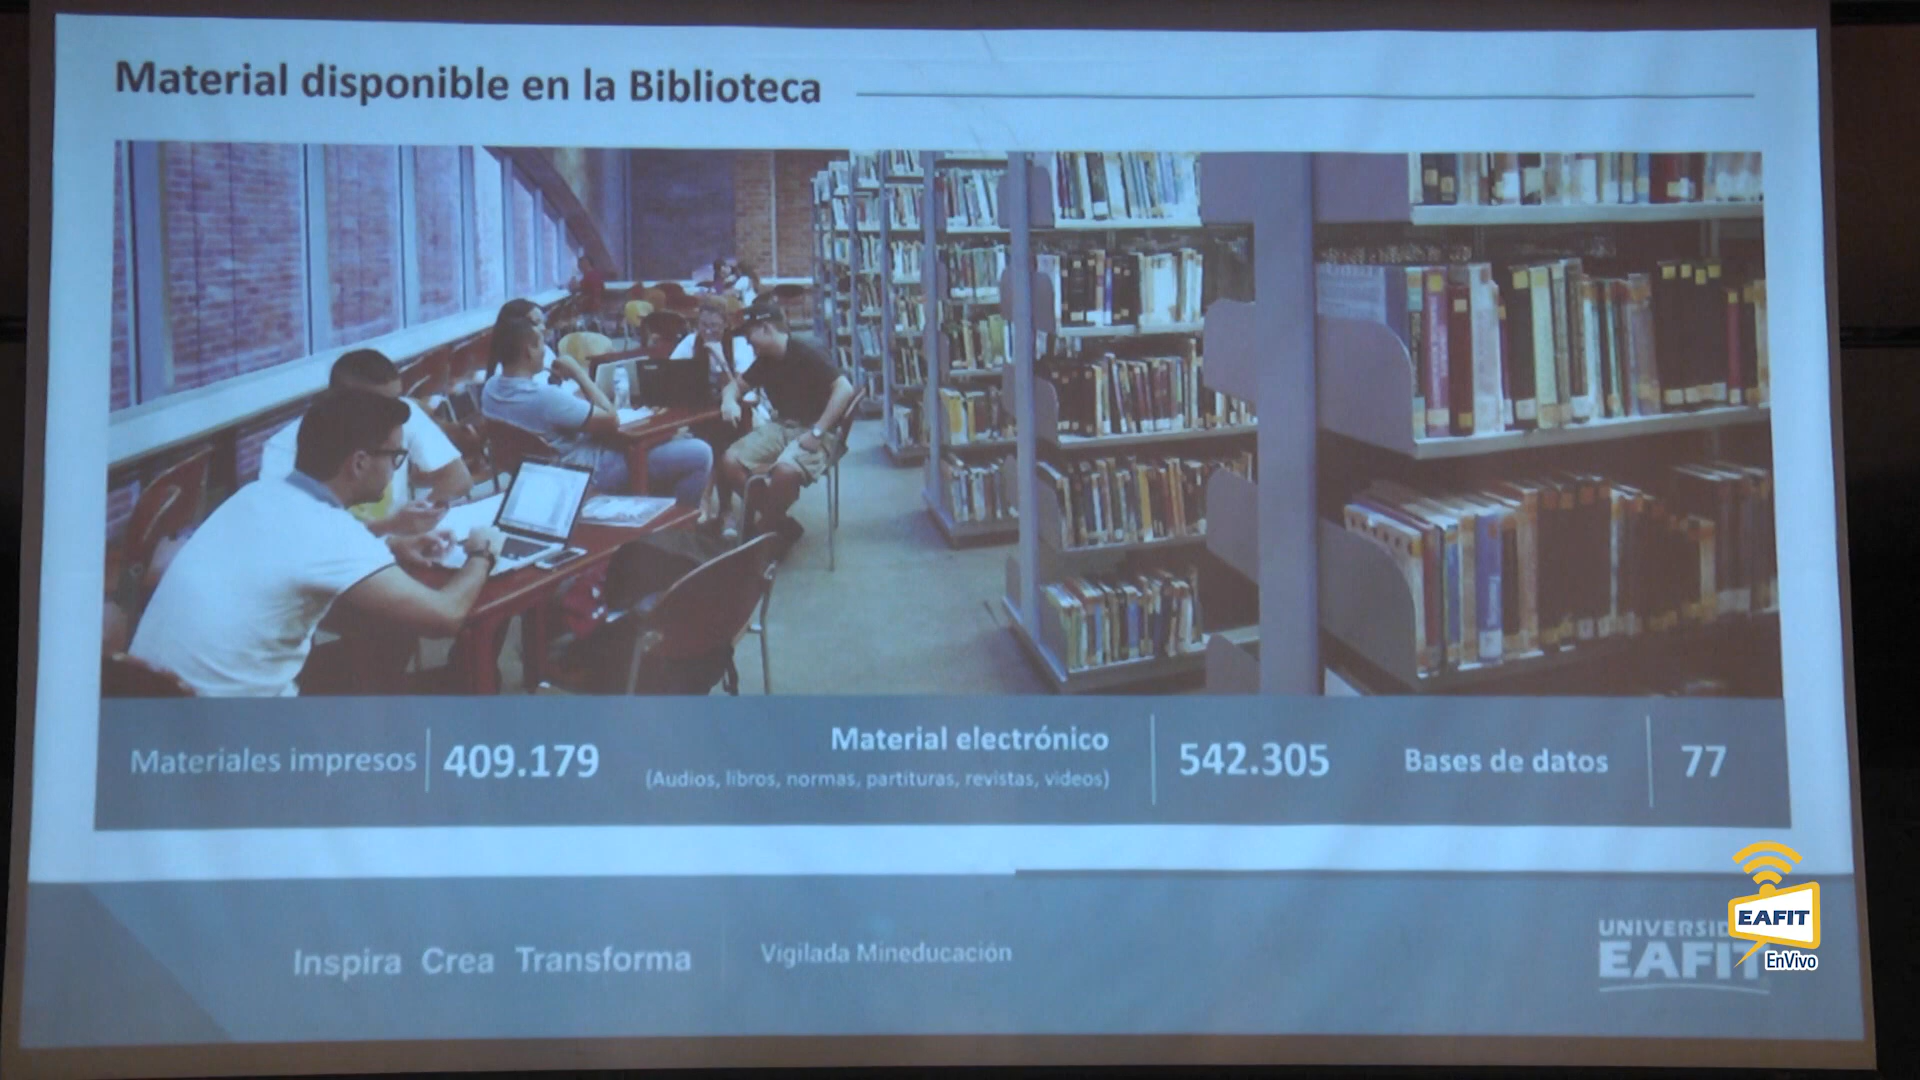 Material disponible en la Biblioteca
Materiales impresos
409.179
Material electrónico
(Audios, libros, normas, partituras, revistas, videos)
542.305
Bases de datos
77
Inspira Crea Transforma
Vigilada Mineducación
EAFIT
EAFIT
EnVivo